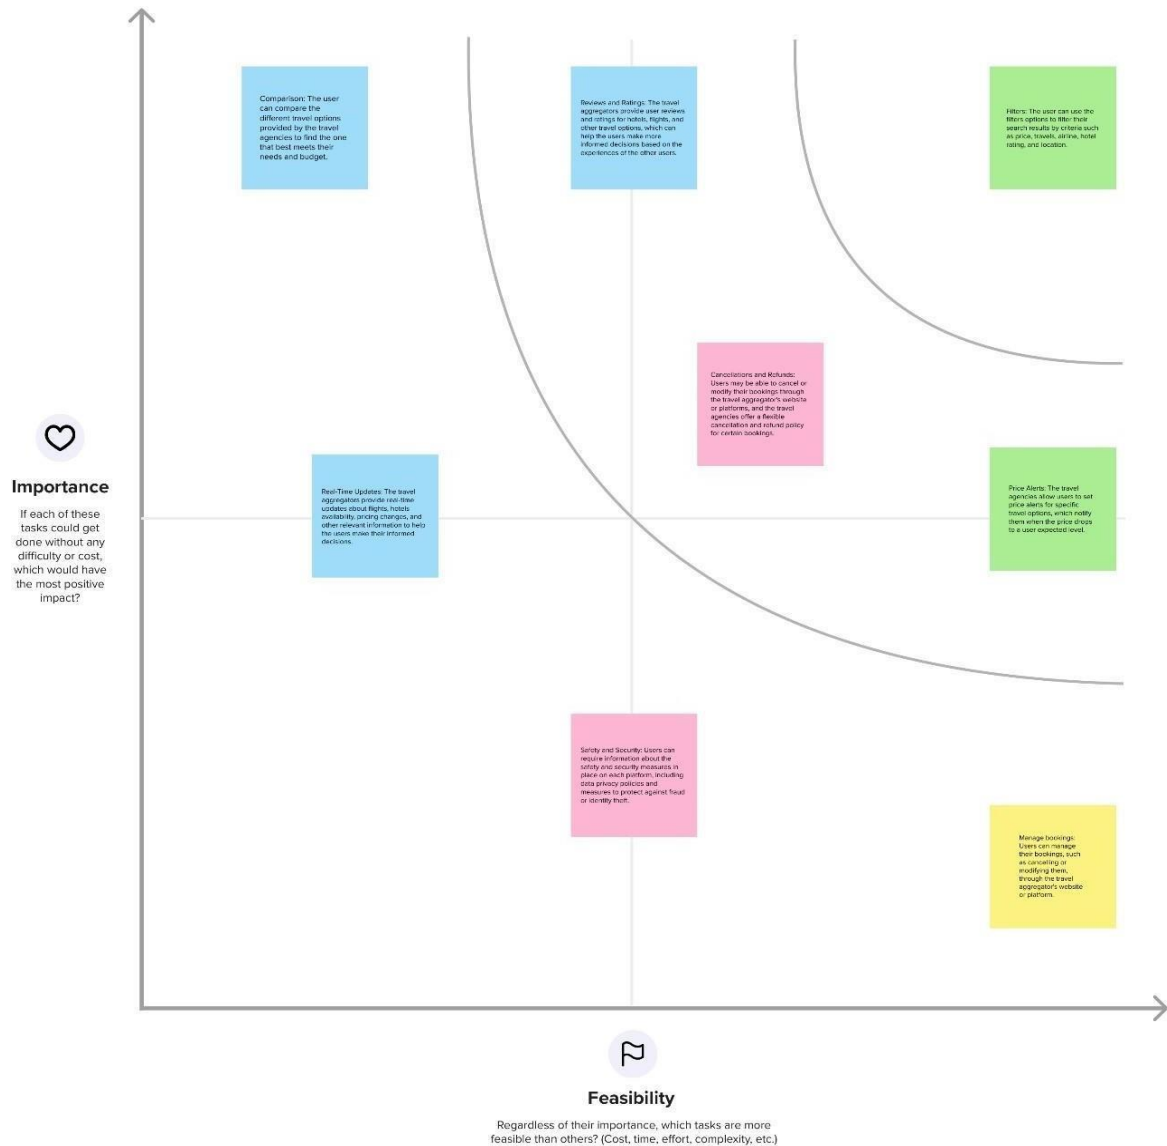 Comparison: The user
can compare the
different travel options
provided by the travel
agencies to find the one
that best meets their
needs and budget.
Reviews and Ratings: The travel
aggregators provide user reviews
and ratings for hotels, flights, and
other travel options, which can
help the users make more
informed decisions based on the
experiences of the other users.
Filters: The user can use the
filters options to filter their
search results by criteria such
as price, travels, airline, hotel
rating, and location.
Cancellations and Refunds:
Users may be able to cancel or
modify their bookings through
the travel aggregator's website
or platforms, and the travel
agencies offer a flexible
cancellation and refund policy
for certain bookings.
Importance
If each of these
tasks could get
done without any
difficulty or cost,
which would have
the most positive
impact?
Real-Time Updates: The travel
aggregators provide real-time
updates about flights, hotels
availability, pricing changes, and
other relevant information to help
the users make their informed
decisions.
Price Alerts: The travel
agencies allow users to set
price alerts for specific
travel options, which notify
them when the price drops
to a user expected level.
Safety and Security: Users can
require information about the
safety and security measures in
place on each platform, including
data privacy policies and
measures to protect against fraud
or identity theft.
Manage bookings:
Users can manage
their bookings, such
as cancelling or
modifying them,
through the travel
aggregator's website
or platform.
Feasibility
Regardless of their importance, which tasks are more
feasible than others? (Cost, time, effort, complexity, etc.)